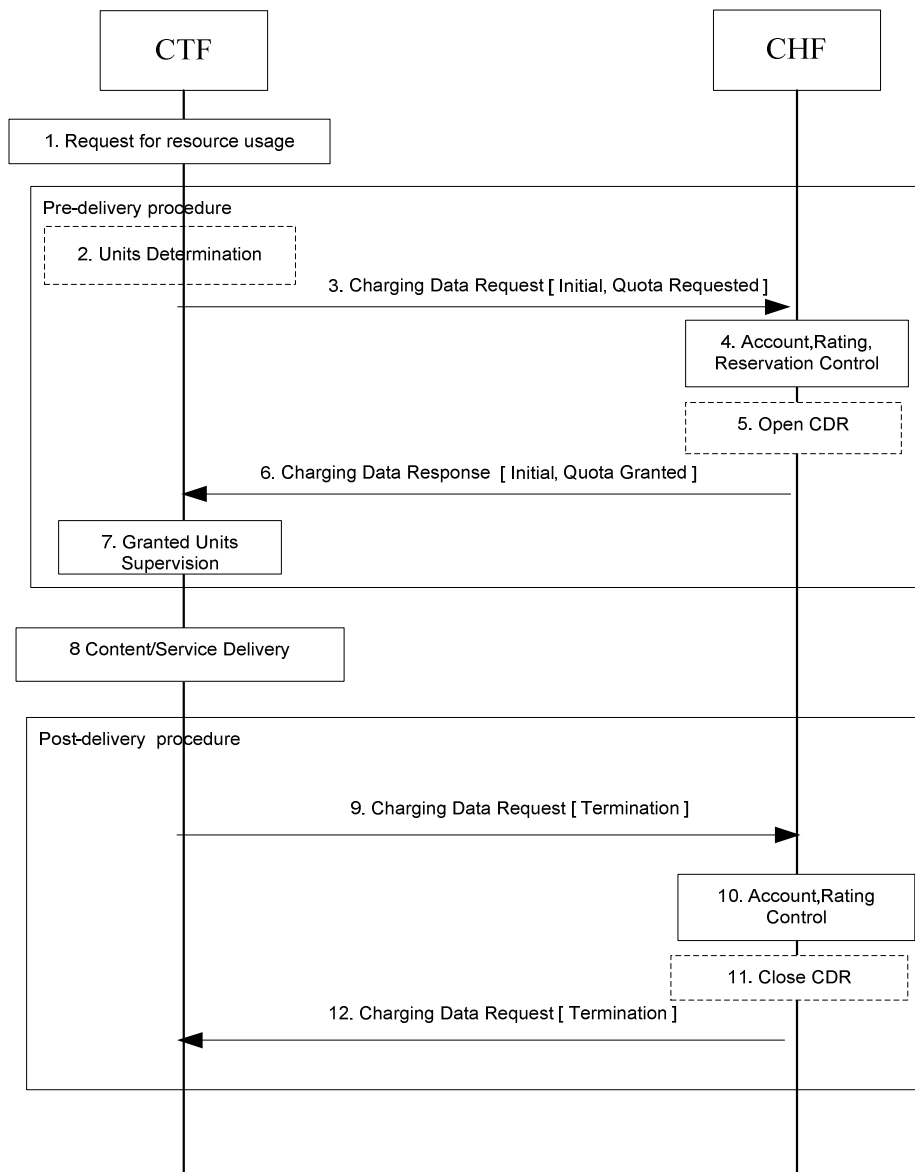 CTF
CHF
1. Request for resource usage
Pre-delivery procedure
2. Units Determination
3. Charging Data Request [ Initial, Quota Requested ]
4. Account,Rating,
Reservation Control
5. Open CDR
6. Charging Data Response [ Initial, Quota Granted ]
7. Granted Units
Supervision
8 Content/Service Delivery
Post-delivery procedure
9. Charging Data Request [ Termination ]
10. Account,Rating
Control
11. Close CDR
12. Charging Data Request [ Termination ]